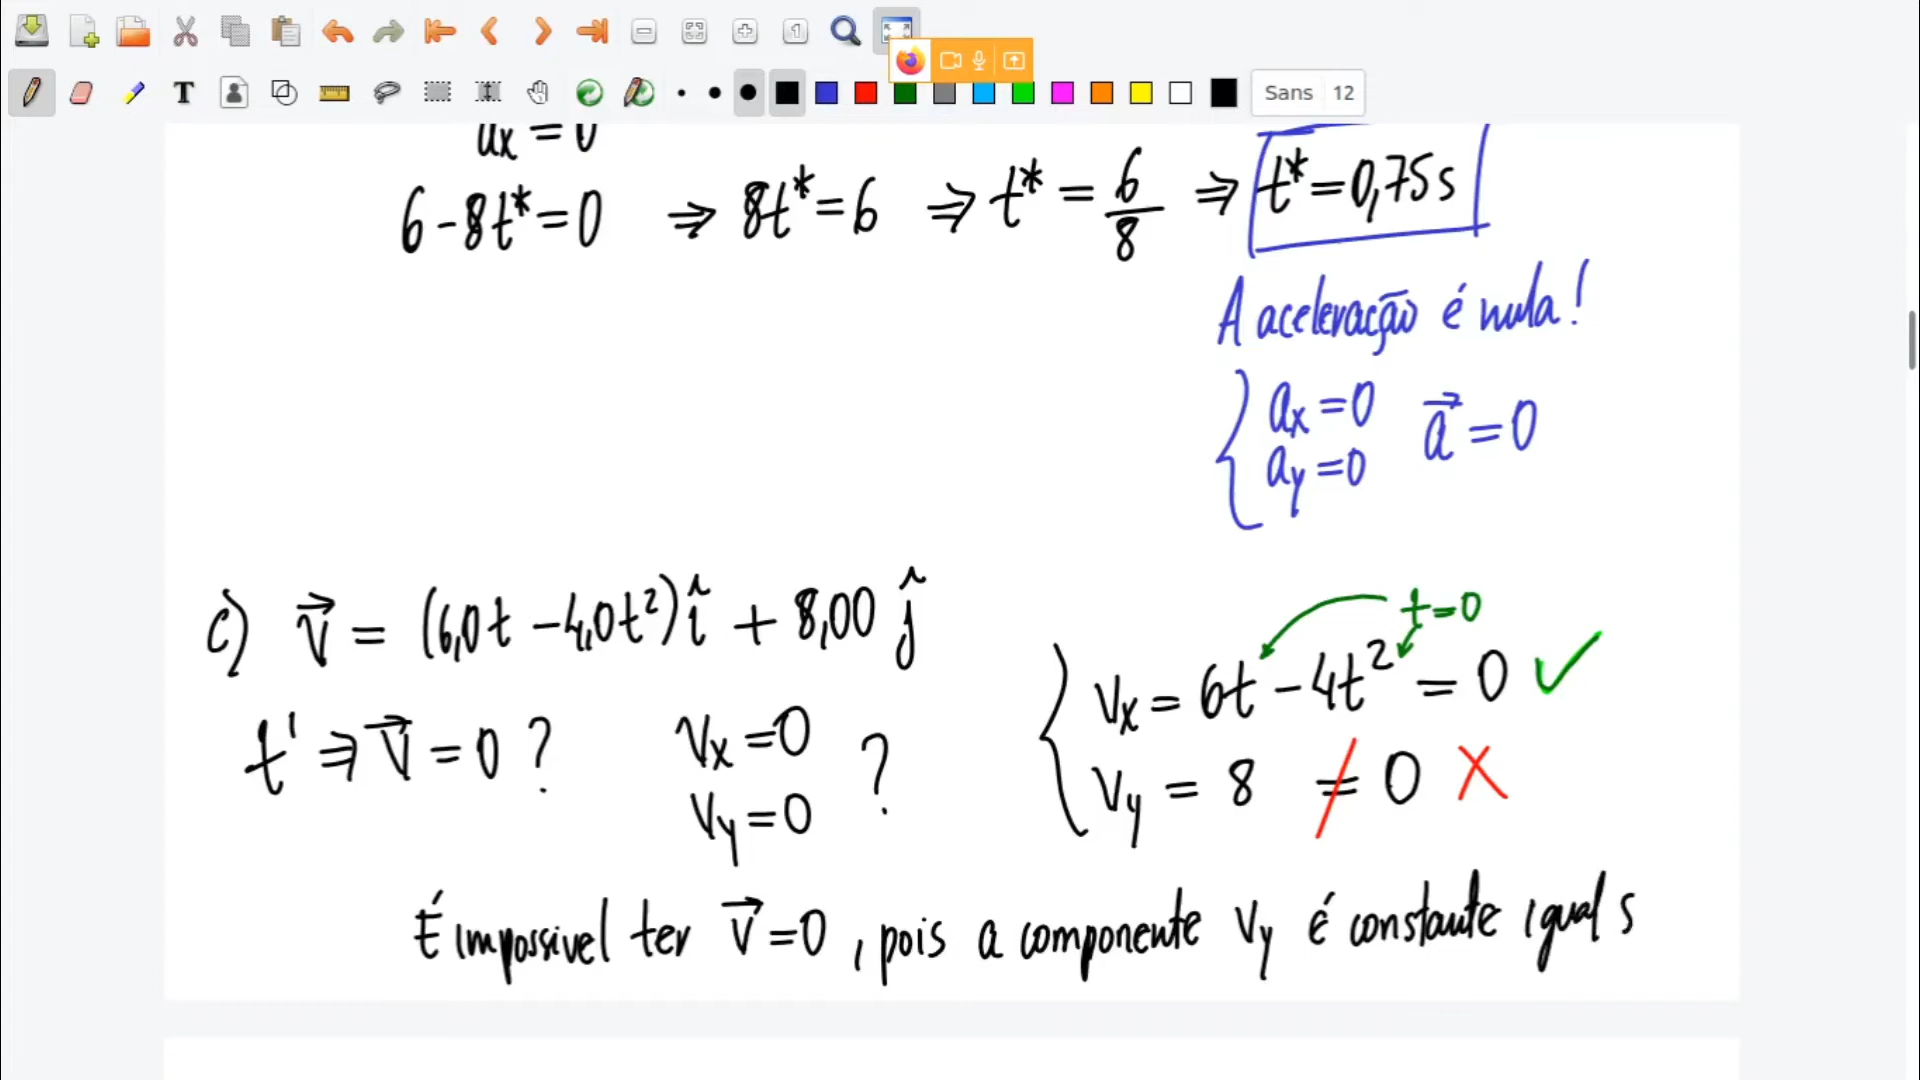 Sans 12
ax = 0
6-8t*=0 ⇒ 8t*=6 ⇒ t* = 6/8 ⇒ t*=0,75s
A aceleração é nula!
{ ax=0
ay=0
a⃗ =0
c) v⃗ = (6,0t -4,0t²)î + 8,00 ĵ
t=0
t' ⇒ v⃗ = 0 ?
vx=0
vy=0 ?
{ vx = 6t - 4t² = 0 ✓
vy = 8 ≠ 0 X
É impossivel ter v⃗=0, pois a componente vy é constante igual s